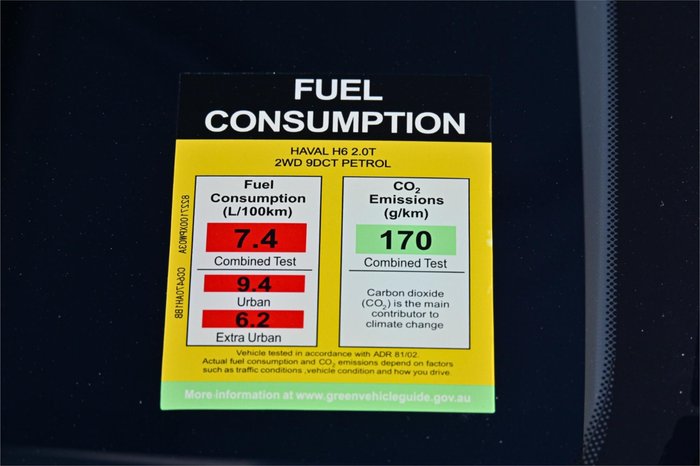 FUEL
CONSUMPTION
HAVAL H6 2.0T
2WD 9DCT PETROL
Fuel
Consumption
(L/100km)
7.4
Combined Test
9.4
Urban
6.2
Extra Urban
CO₂
Emissions
(g/km)
170
Combined Test
Carbon dioxide
(CO₂) is the main
contributor to
climate change
Vehicle tested in accordance with ADR 81/02.
Actual fuel consumption and CO₂ emissions depend on factors
such as traffic conditions ,vehicle condition and how you drive.
More information at www.greenvehicleguide.gov.au